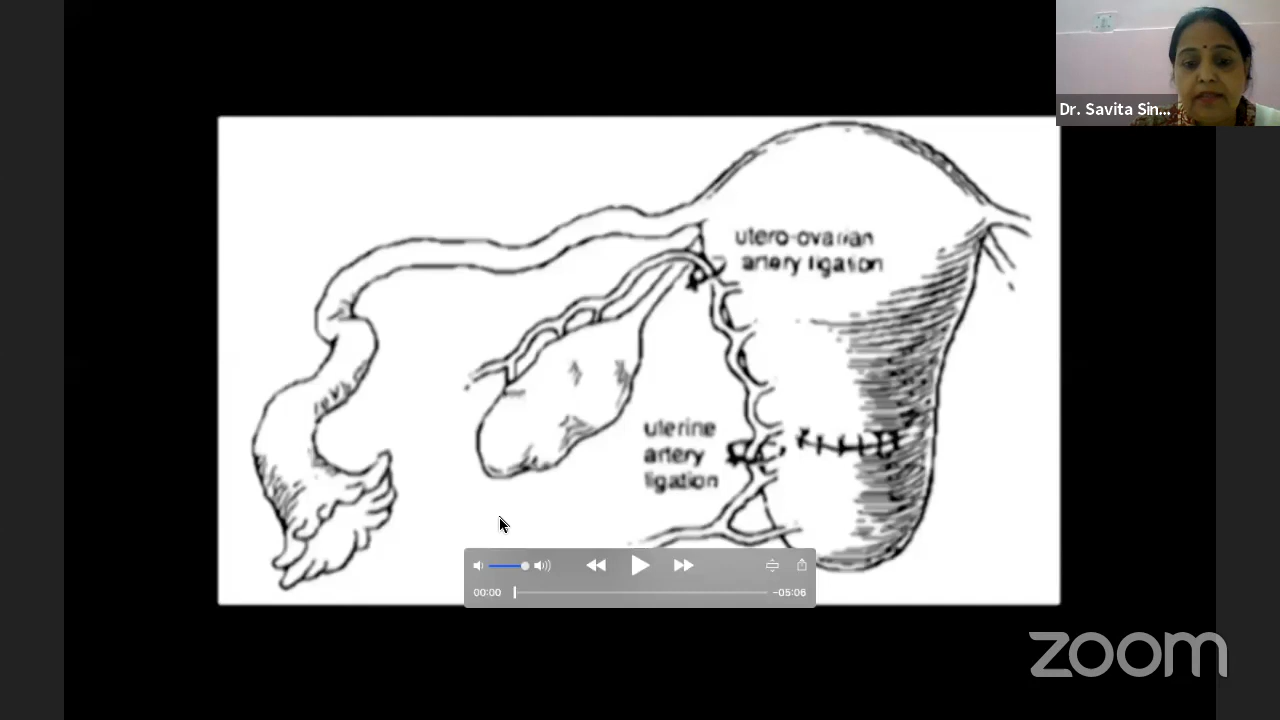 Dr. Savita Sin...
utero-ovarian
artery ligation
uterine
artery
ligation
00:00
-05:06
zoom